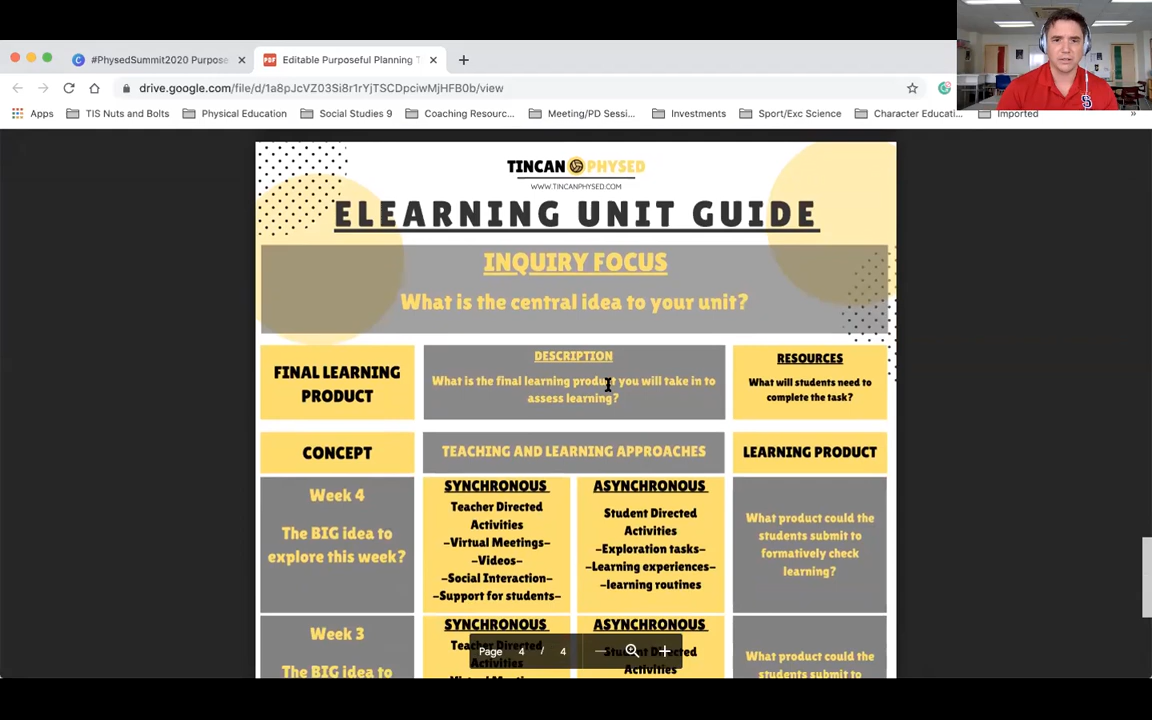 #PhysedSummit2020 Purpose
Editable Purposeful Planning T
drive.google.com/file/d/1a8pJcVZ03Si8r1rYjTSCDpciwMjHFB0b/view
Apps
TIS Nuts and Bolts
Physical Education
Social Studies 9
Coaching Resourc...
Meeting/PD Sessi...
Investments
Sport/Exc Science
Character Educati...
Imported
TINCAN PHYSED
WWW.TINCANPHYSED.COM
ELEARNING UNIT GUIDE
INQUIRY FOCUS
What is the central idea to your unit?
FINAL LEARNING
PRODUCT
DESCRIPTION
What is the final learning product you will take in to
assess learning?
RESOURCES
What will students need to
complete the task?
CONCEPT
TEACHING AND LEARNING APPROACHES
LEARNING PRODUCT
Week 4
The BIG idea to
explore this week?
SYNCHRONOUS
Teacher Directed
Activities
-Virtual Meetings-
-Videos-
-Social Interaction-
-Support for students-
ASYNCHRONOUS
Student Directed
Activities
-Exploration tasks-
-Learning experiences-
-learning routines
What product could the
students submit to
formatively check
learning?
Week 3
The BIG idea to
SYNCHRONOUS
Teacher Directed
Activities
ASYNCHRONOUS
Student Directed
Activities
What product could the
students submit to
Page 4 / 4